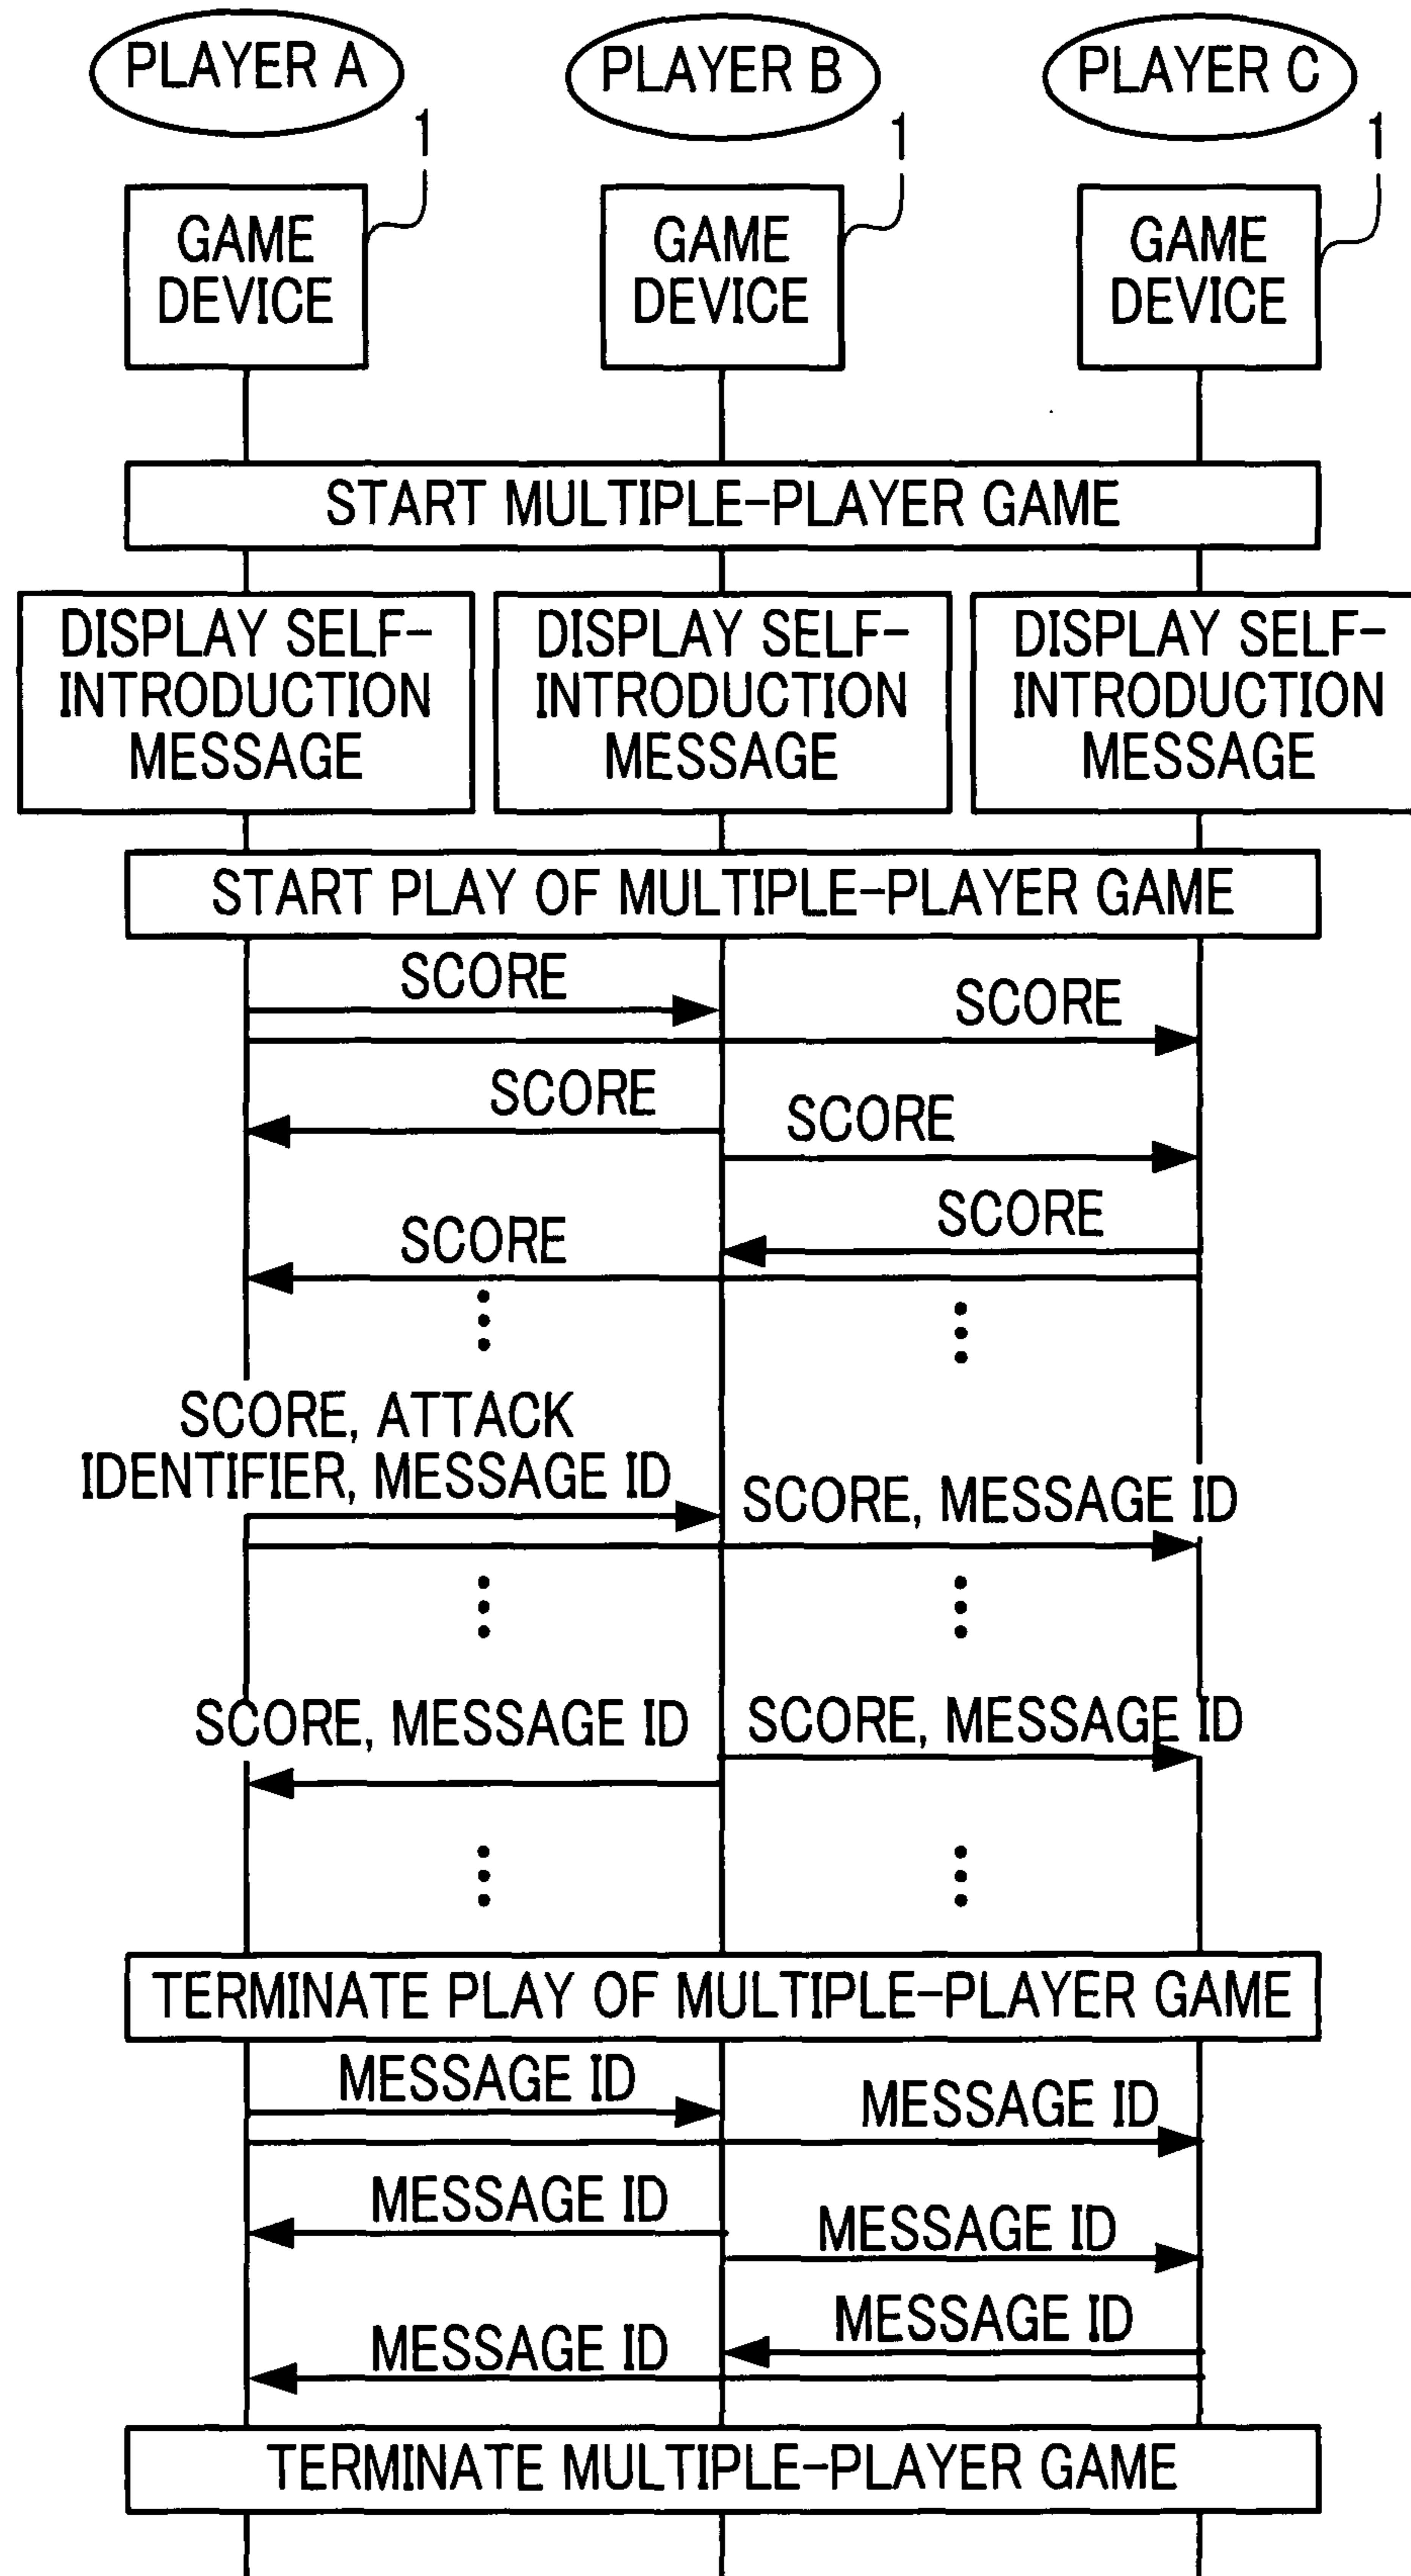 PLAYER A
PLAYER B
PLAYER C
1
1
1
GAME
DEVICE
GAME
DEVICE
GAME
DEVICE
START MULTIPLE-PLAYER GAME
DISPLAY SELF-
INTRODUCTION
MESSAGE
DISPLAY SELF-
INTRODUCTION
MESSAGE
DISPLAY SELF-
INTRODUCTION
MESSAGE
START PLAY OF MULTIPLE-PLAYER GAME
SCORE
SCORE
SCORE
SCORE
SCORE
SCORE
SCORE, ATTACK
IDENTIFIER, MESSAGE ID
SCORE, MESSAGE ID
SCORE, MESSAGE ID
SCORE, MESSAGE ID
TERMINATE PLAY OF MULTIPLE-PLAYER GAME
MESSAGE ID
MESSAGE ID
MESSAGE ID
MESSAGE ID
MESSAGE ID
MESSAGE ID
TERMINATE MULTIPLE-PLAYER GAME